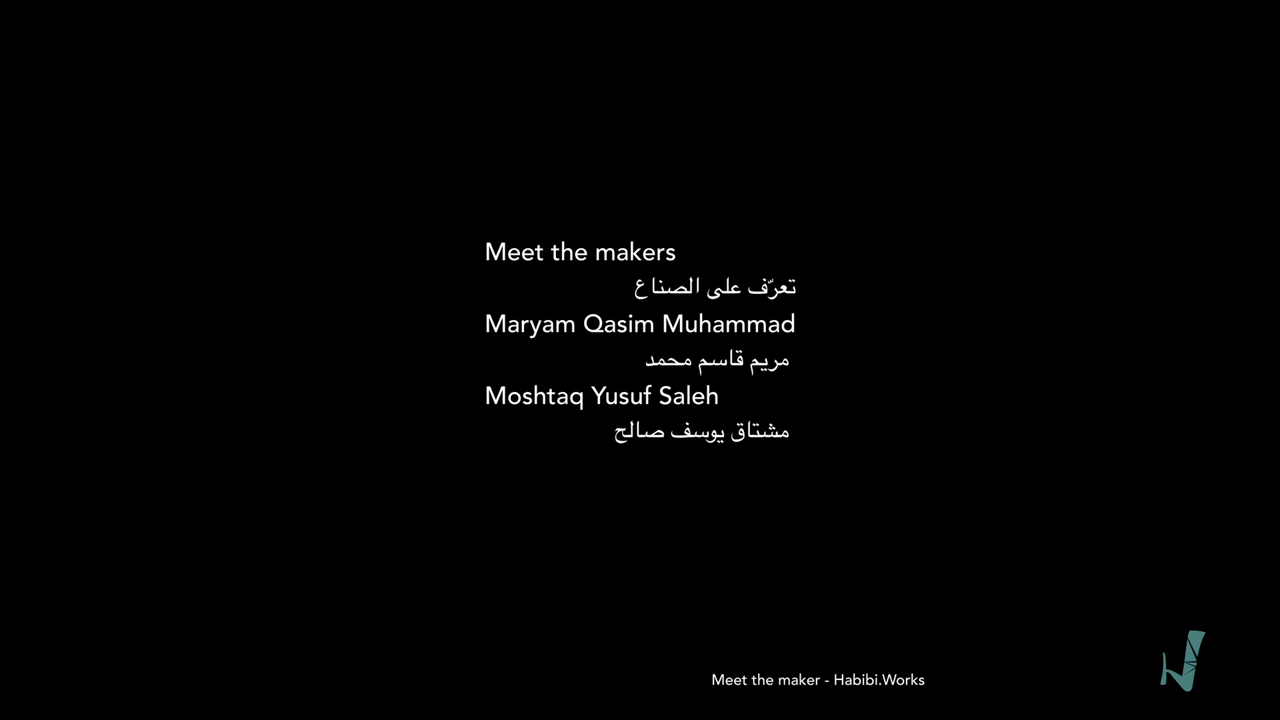 Meet the makers
تعرّف على الصناع
Maryam Qasim Muhammad
مريم قاسم محمد
Moshtaq Yusuf Saleh
مشتاق يوسف صالح
Meet the maker - Habibi.Works